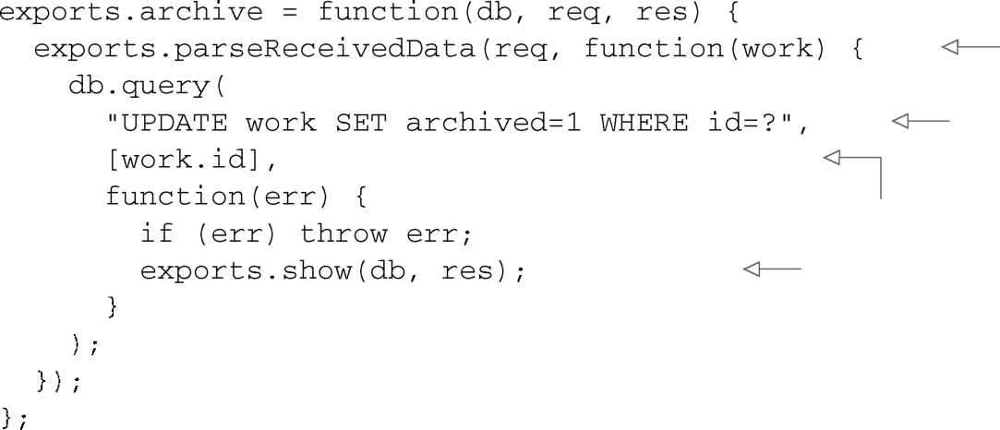 exports.archive = function(db, req, res) {
  exports.parseReceivedData(req, function(work) {
    db.query(
      "UPDATE work SET archived=1 WHERE id=?",
      [work.id],
      function(err) {
        if (err) throw err;
        exports.show(db, res);
      }
    );
  });
};